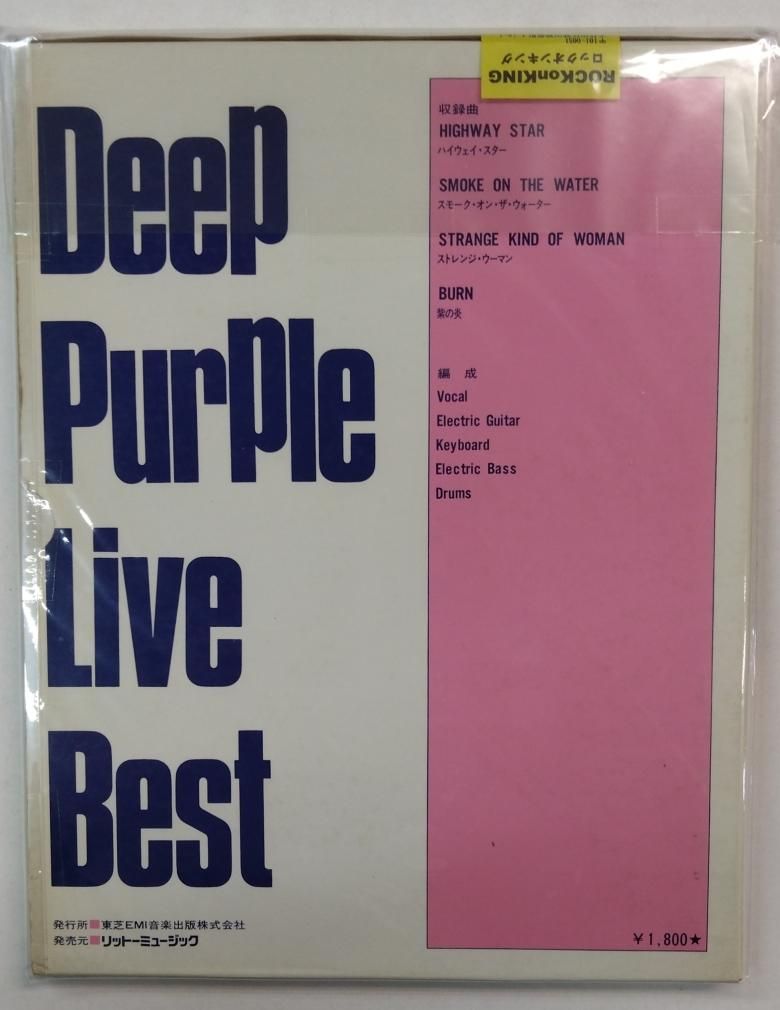 ROCKonKING
ロックオンキング
〒101-0051
Deep
Purple
Live
Best
収録曲
HIGHWAY STAR
ハイウェイ・スター
SMOKE ON THE WATER
スモーク・オン・ザ・ウォーター
STRANGE KIND OF WOMAN
ストレンジ・ウーマン
BURN
紫の炎
編 成
Vocal
Electric Guitar
Keyboard
Electric Bass
Drums
発行所■東芝EMI音楽出版株式会社
発売元■リットーミュージック
￥1,800★